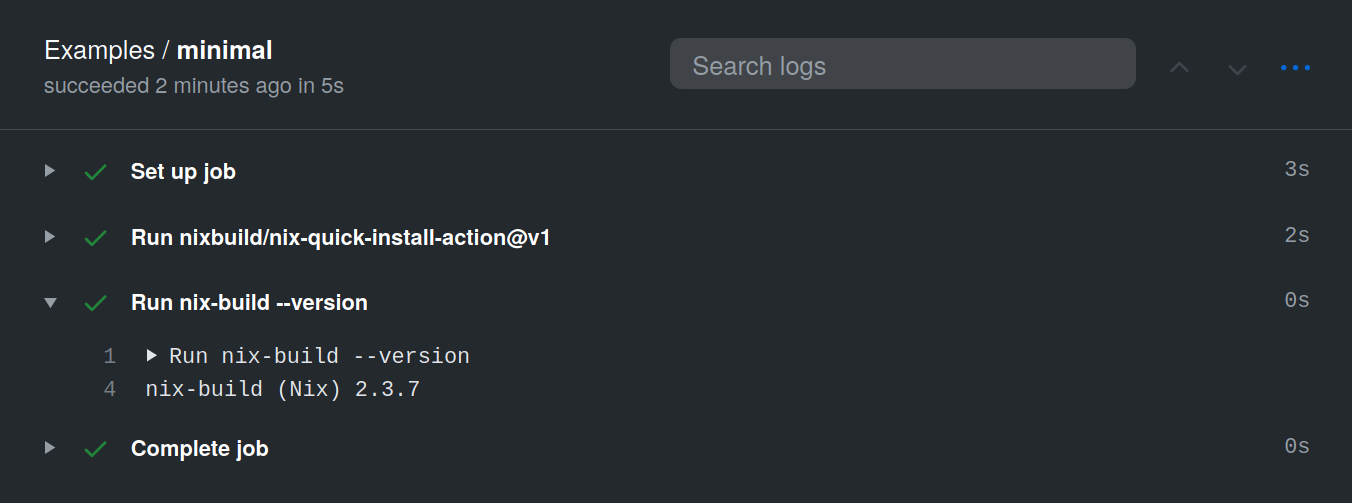 Examples / minimal
succeeded 2 minutes ago in 5s
Search logs
Set up job 3s
Run nixbuild/nix-quick-install-action@v1 2s
Run nix-build --version 0s
1 Run nix-build --version
4 nix-build (Nix) 2.3.7
Complete job 0s